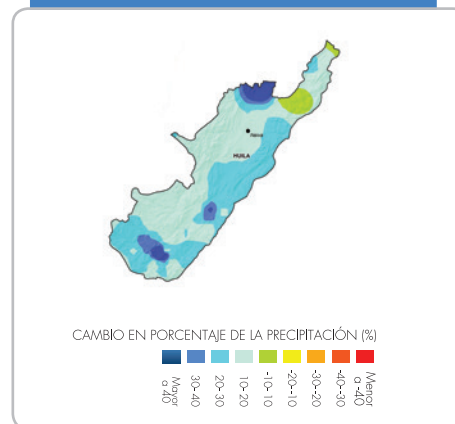 Neiva
HUILA
CAMBIO EN PORCENTAJE DE LA PRECIPITACIÓN (%)
Mayor a 40
30- 40
20- 30
10- 20
-10- 10
-20--10
-30--20
-40--30
Menor a -40